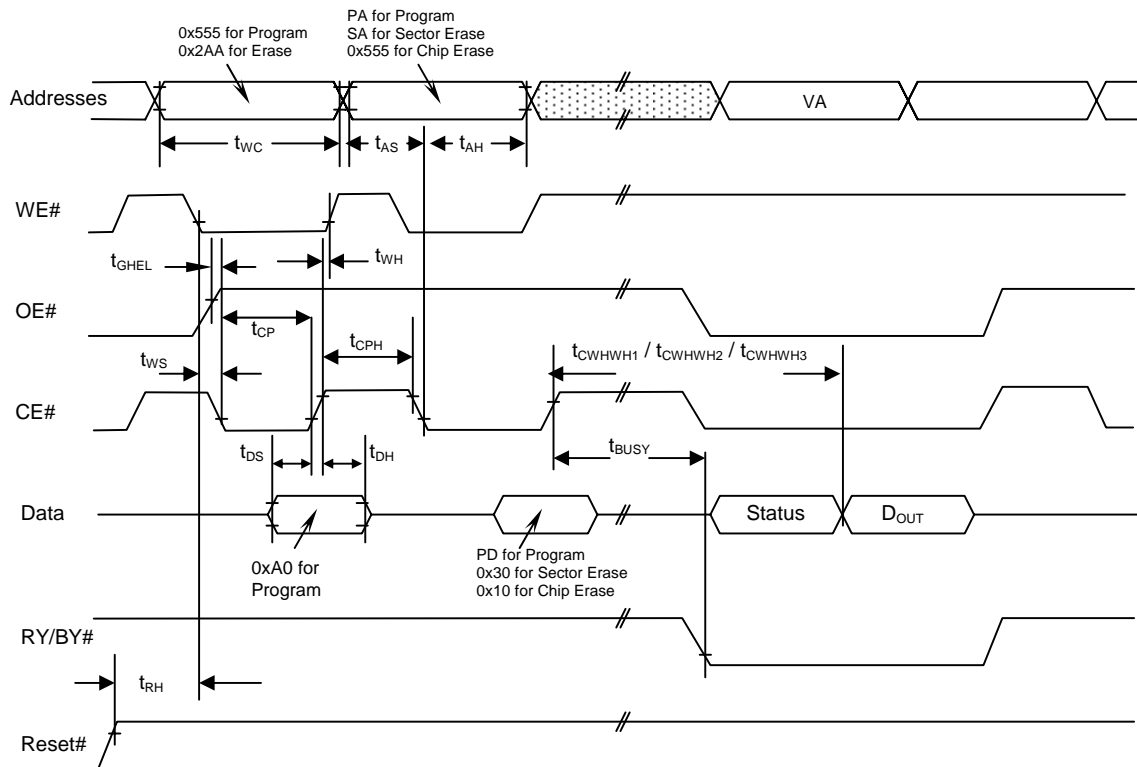 0x555 for Program
0x2AA for Erase
PA for Program
SA for Sector Erase
0x555 for Chip Erase
Addresses
VA
tWC
tAS
tAH
WE#
tGHEL
tWH
OE#
tCP
tCPH
tWS
tCWHWH1 / tCWHWH2 / tCWHWH3
CE#
tBUSY
tDS
tDH
Data
Status
DOUT
0xA0 for
Program
PD for Program
0x30 for Sector Erase
0x10 for Chip Erase
RY/BY#
tRH
Reset#